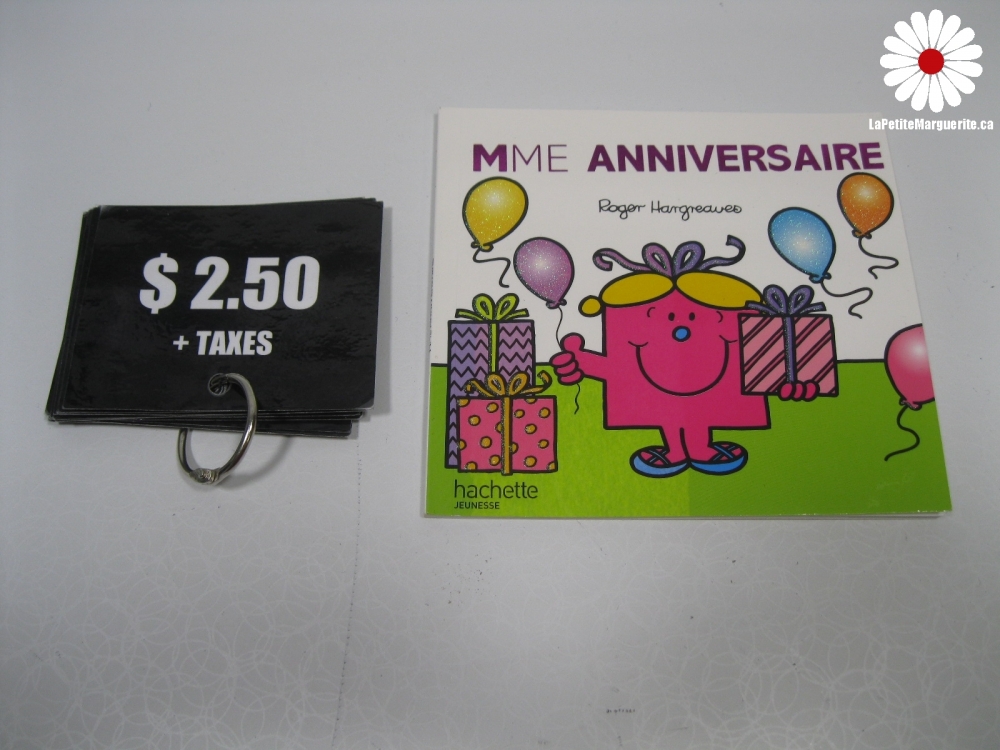 LaPetiteMarguerite.ca
MME ANNIVERSAIRE
Roger Hargreaves
$ 2.50
+ TAXES
hachette
JEUNESSE